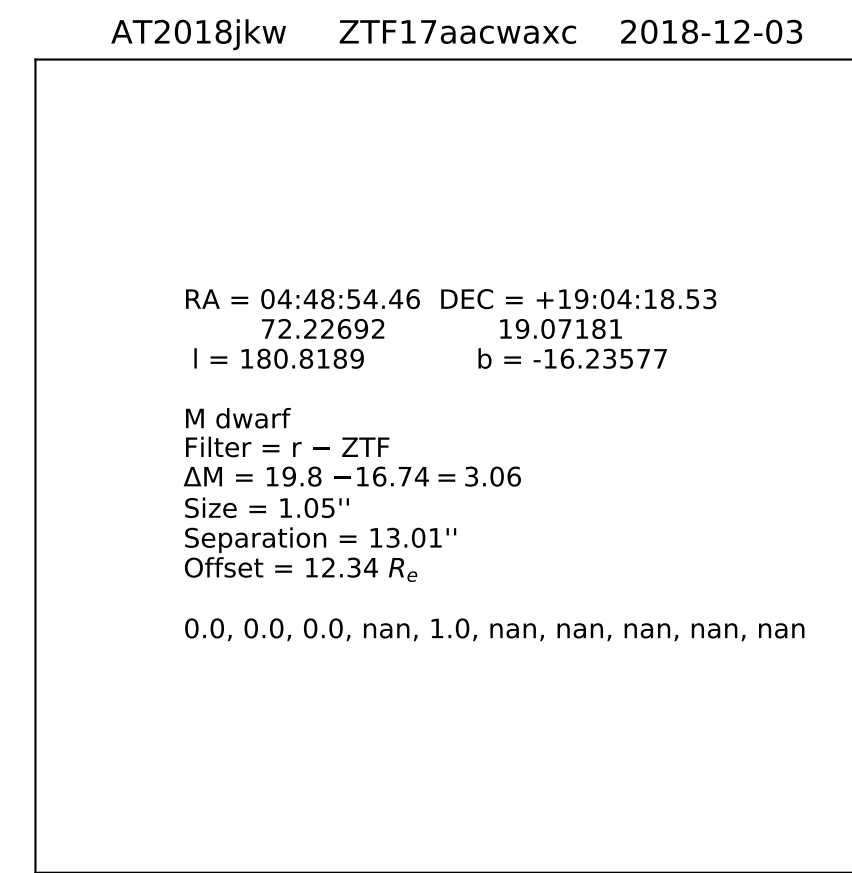 AT2018jkw ZTF17aacwaxc 2018-12-03
RA = 04:48:54.46 DEC = +19:04:18.53
72.22692 19.07181
l = 180.8189 b = -16.23577
M dwarf
Filter = r − ZTF
ΔM = 19.8 −16.74 = 3.06
Size = 1.05''
Separation = 13.01''
Offset = 12.34 Re
0.0, 0.0, 0.0, nan, 1.0, nan, nan, nan, nan, nan